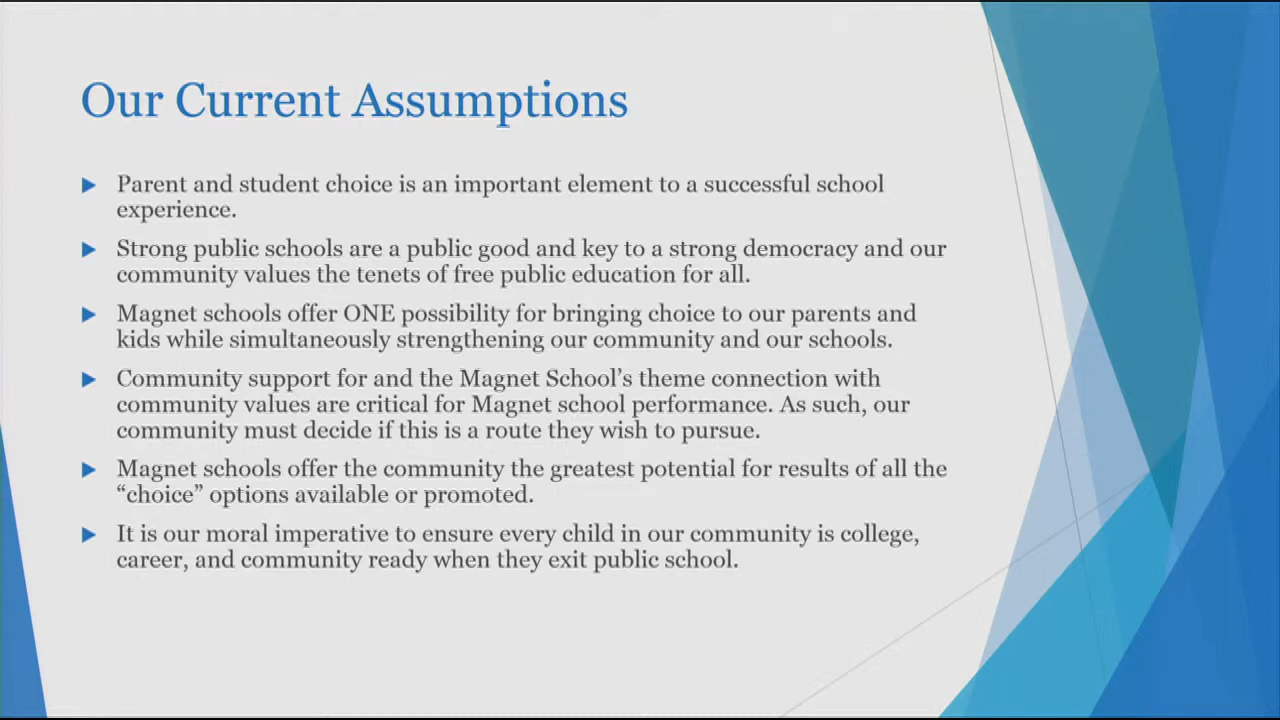 Our Current Assumptions
Parent and student choice is an important element to a successful school
experience.
Strong public schools are a public good and key to a strong democracy and our
community values the tenets of free public education for all.
Magnet schools offer ONE possibility for bringing choice to our parents and
kids while simultaneously strengthening our community and our schools.
Community support for and the Magnet School’s theme connection with
community values are critical for Magnet school performance. As such, our
community must decide if this is a route they wish to pursue.
Magnet schools offer the community the greatest potential for results of all the
“choice” options available or promoted.
It is our moral imperative to ensure every child in our community is college,
career, and community ready when they exit public school.